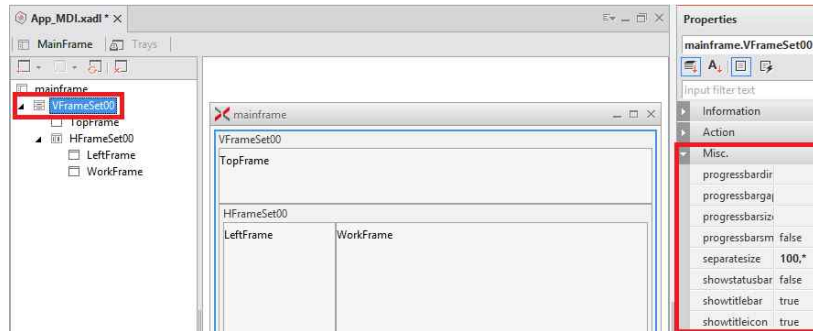 App_MDI.xadl * ×
MainFrame Trays
mainframe
VFrameSet00
TopFrame
HFrameSet00
LeftFrame
WorkFrame
mainframe
VFrameSet00
TopFrame
HFrameSet00
LeftFrame WorkFrame
Properties
mainframe.VFrameSet00
input filter text
Information
Action
Misc.
progressbardir
progressbargap
progressbarsize
progressbarsm false
separatesize 100,*
showstatusbar false
showtitlebar true
showtitleicon true